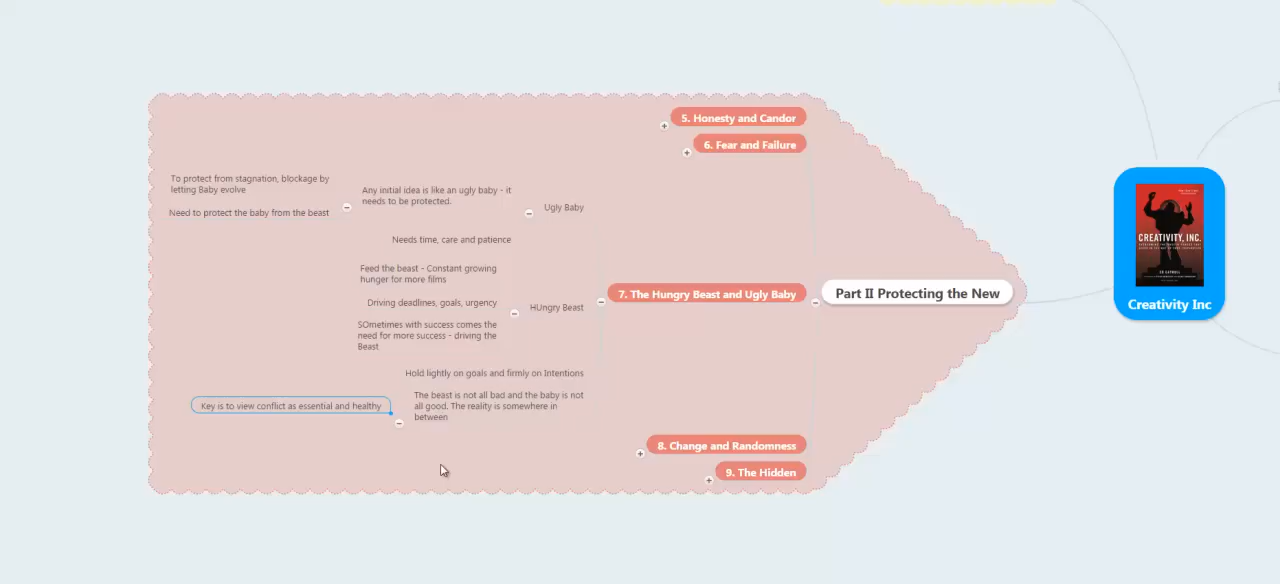 5. Honesty and Candor
6. Fear and Failure
To protect from stagnation, blockage by
letting Baby evolve
Need to protect the baby from the beast
Any initial idea is like an ugly baby - it
needs to be protected.
Ugly Baby
Needs time, care and patience
Feed the beast - Constant growing
hunger for more films
Driving deadlines, goals, urgency
HUngry Beast
SOmetimes with success comes the
need for more success - driving the
Beast
7. The Hungry Beast and Ugly Baby
Part II Protecting the New
Hold lightly on goals and firmly on Intentions
The beast is not all bad and the baby is not
all good. The reality is somewhere in
between
Key is to view conflict as essential and healthy
8. Change and Randomness
9. The Hidden
CREATIVITY, INC.
ED CATMULL
Creativity Inc